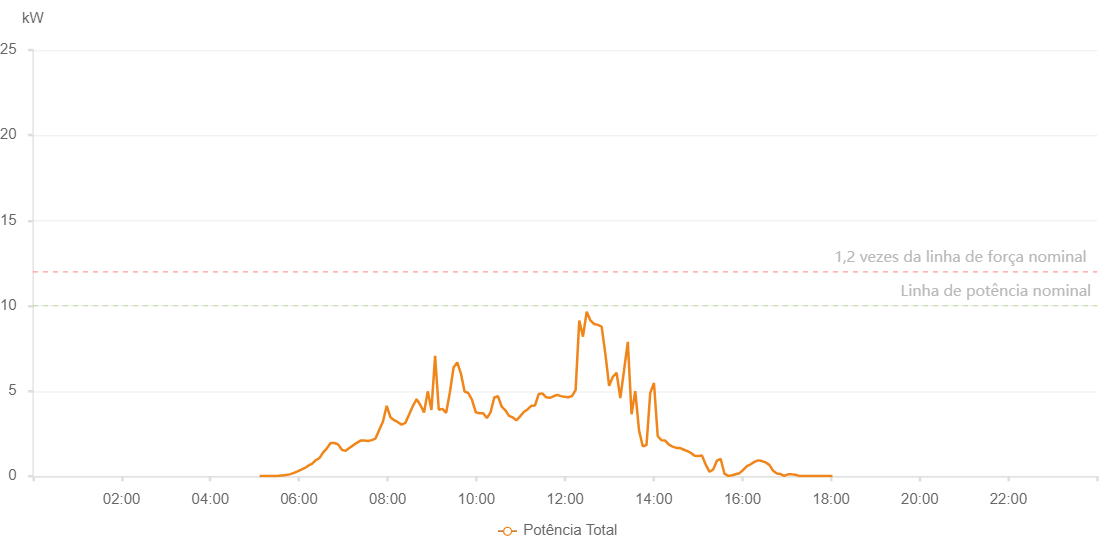 kW
25
20
15
1,2 vezes da linha de força nominal
Linha de potência nominal
10
5
0
02:00 04:00 06:00 08:00 10:00 12:00 14:00 16:00 18:00 20:00 22:00
Potência Total